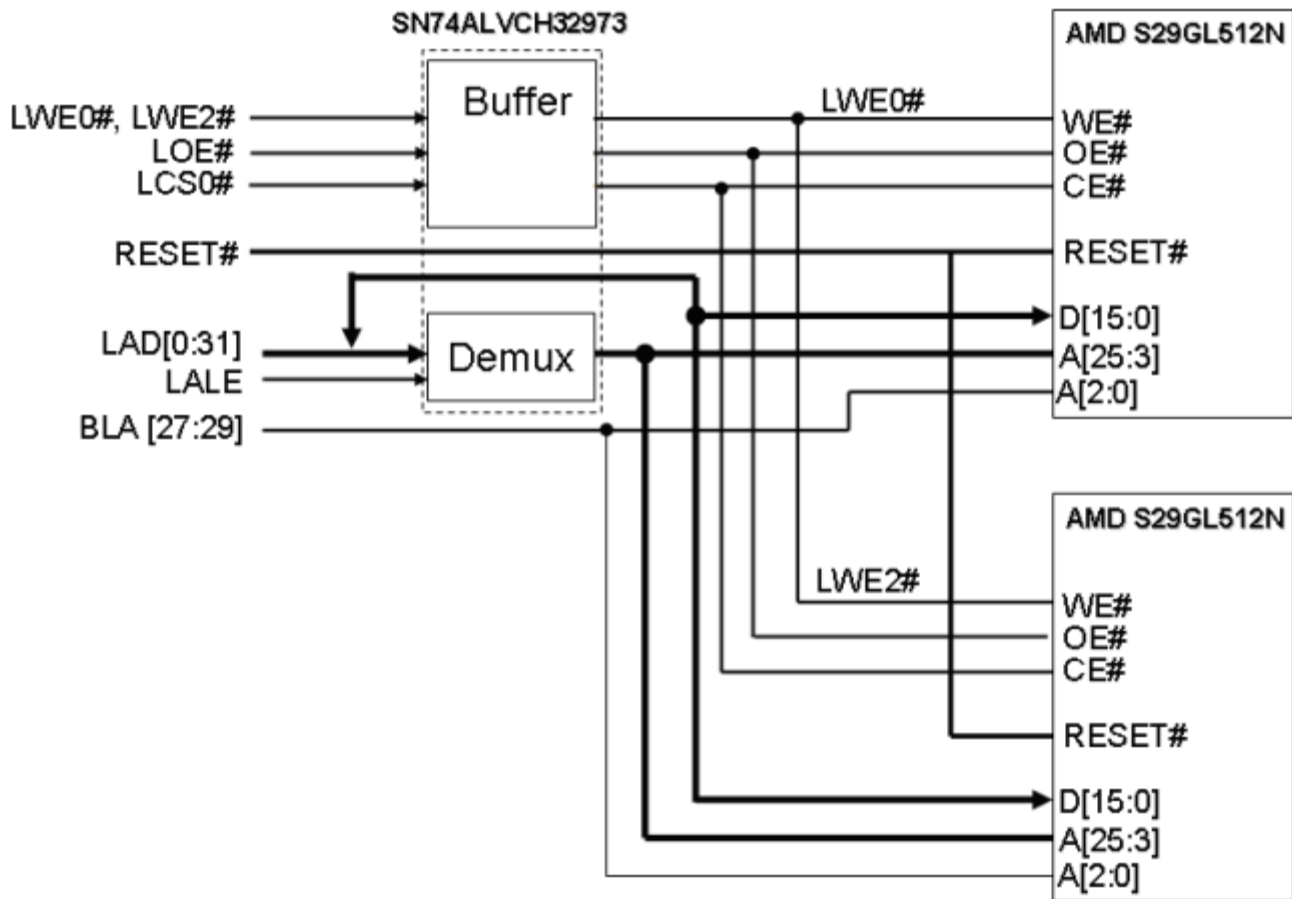 SN74ALVCH32973
AMD S29GL512N
Buffer
LWE0#
LWE0#, LWE2#
WE#
LOE#
OE#
LCS0#
CE#
RESET#
RESET#
D[15:0]
LAD[0:31]
Demux
A[25:3]
LALE
A[2:0]
BLA [27:29]
AMD S29GL512N
LWE2#
WE#
OE#
CE#
RESET#
D[15:0]
A[25:3]
A[2:0]